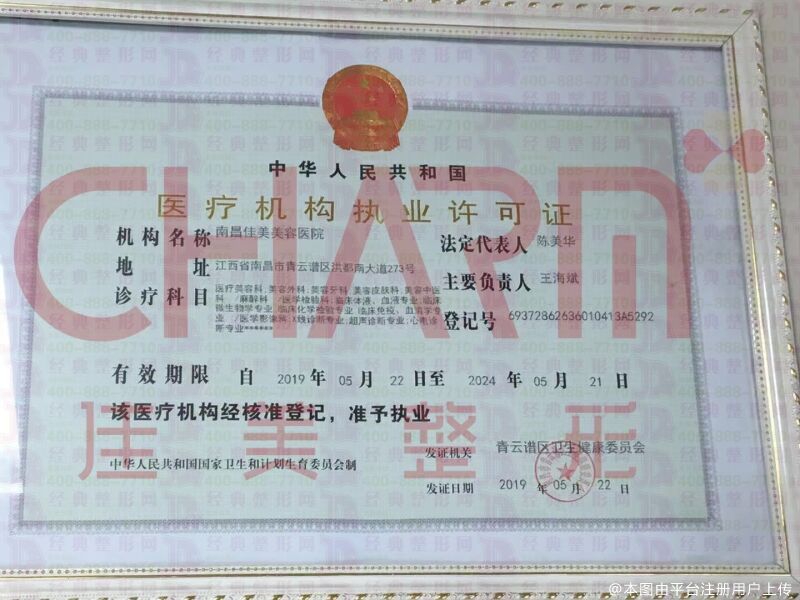 中华人民共和国
医疗机构执业许可证
机构名称 南昌佳美美容医院
法定代表人 陈美华
地址 江西省南昌市青云谱区洪都南大道273号
主要负责人 王海斌
诊疗科目 医疗美容科;美容外科;美容牙科;美容皮肤科;美容中医
科 /麻醉科 /医学检验科;临床体液、血液专业;临床
微生物学专业;临床化学检验专业;临床免疫、血清学专
业 /医学影像科;X线诊断专业;超声诊断专业;心电诊
断专业********
登记号 69372862636010413A5292
有效期限 自 2019 年 05 月 22 日至 2024 年 05 月 21 日
该医疗机构经核准登记，准予执业
中华人民共和国国家卫生和计划生育委员会制
发证机关 青云谱区卫生健康委员会
发证日期 2019 年 05 月 22 日
CHARM
佳美整形
经典整形网
400-888-7710
@本图由平台注册用户上传